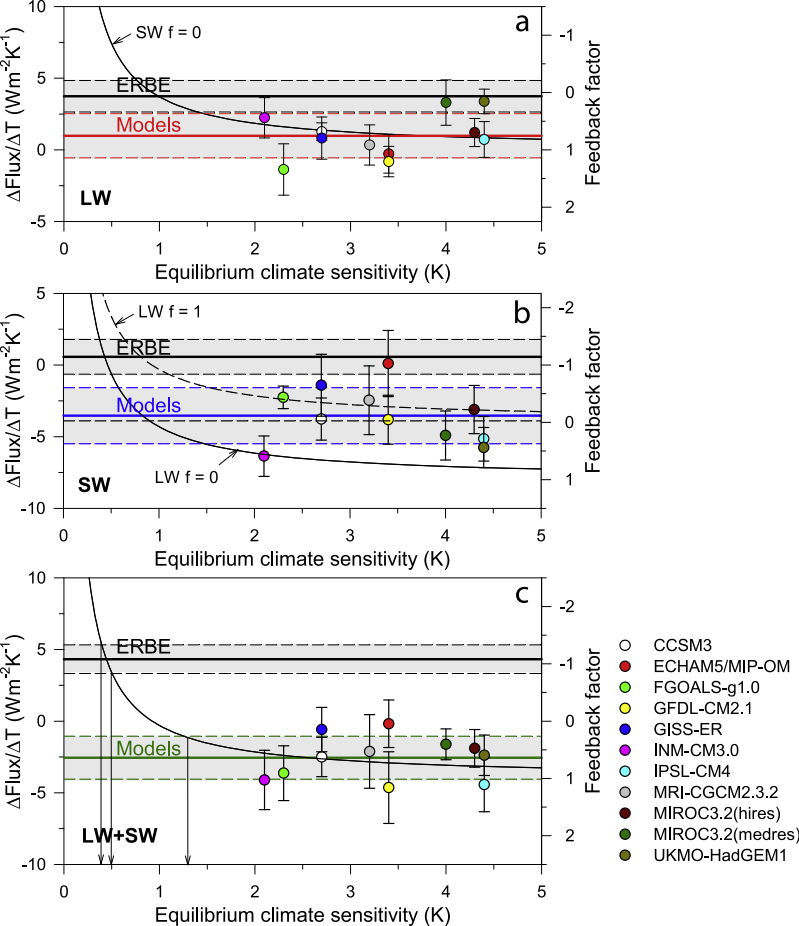 a
SW f = 0
ERBE
Models
LW
10
5
0
-5
ΔFlux/ΔT (Wm⁻²K⁻¹)
-1
0
1
2
Feedback factor
0 1 2 3 4 5
Equilibrium climate sensitivity (K)
b
LW f = 1
ERBE
Models
LW f = 0
SW
5
0
-5
-10
ΔFlux/ΔT (Wm⁻²K⁻¹)
-2
-1
0
1
Feedback factor
0 1 2 3 4 5
Equilibrium climate sensitivity (K)
c
ERBE
Models
LW+SW
10
5
0
-5
-10
ΔFlux/ΔT (Wm⁻²K⁻¹)
-2
-1
0
1
2
Feedback factor
0 1 2 3 4 5
Equilibrium climate sensitivity (K)
CCSM3
ECHAM5/MIP-OM
FGOALS-g1.0
GFDL-CM2.1
GISS-ER
INM-CM3.0
IPSL-CM4
MRI-CGCM2.3.2
MIROC3.2(hires)
MIROC3.2(medres)
UKMO-HadGEM1